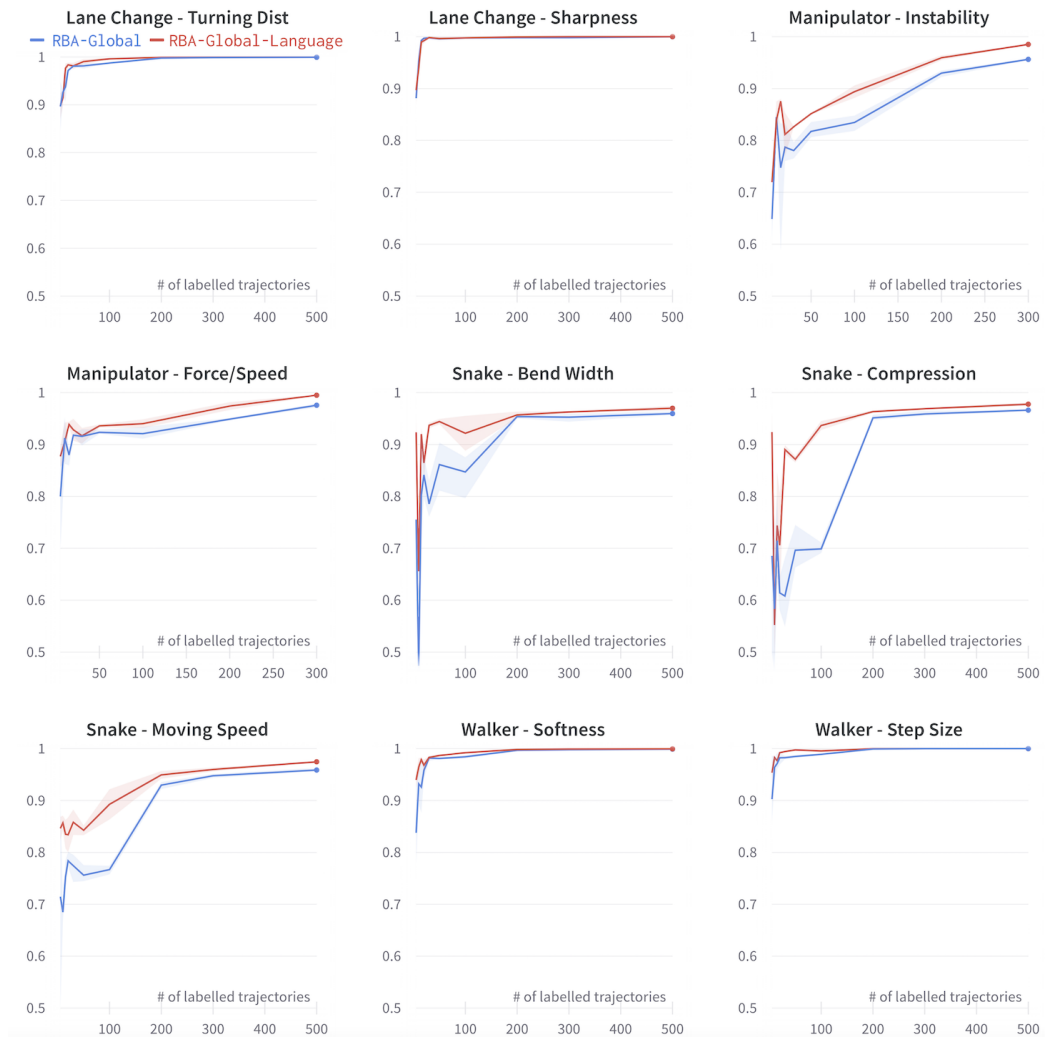 Lane Change - Turning Dist
RBA-Global RBA-Global-Language
1
0.9
0.8
0.7
0.6
0.5
# of labelled trajectories
100 200 300 400 500
Lane Change - Sharpness
1
0.9
0.8
0.7
0.6
0.5
# of labelled trajectories
100 200 300 400 500
Manipulator - Instability
1
0.9
0.8
0.7
0.6
0.5
# of labelled trajectories
50 100 150 200 250 300
Manipulator - Force/Speed
1
0.9
0.8
0.7
0.6
0.5
# of labelled trajectories
50 100 150 200 250 300
Snake - Bend Width
1
0.9
0.8
0.7
0.6
0.5
# of labelled trajectories
100 200 300 400 500
Snake - Compression
1
0.9
0.8
0.7
0.6
0.5
# of labelled trajectories
100 200 300 400 500
Snake - Moving Speed
1
0.9
0.8
0.7
0.6
0.5
# of labelled trajectories
100 200 300 400 500
Walker - Softness
1
0.9
0.8
0.7
0.6
0.5
# of labelled trajectories
100 200 300 400 500
Walker - Step Size
1
0.9
0.8
0.7
0.6
0.5
# of labelled trajectories
100 200 300 400 500